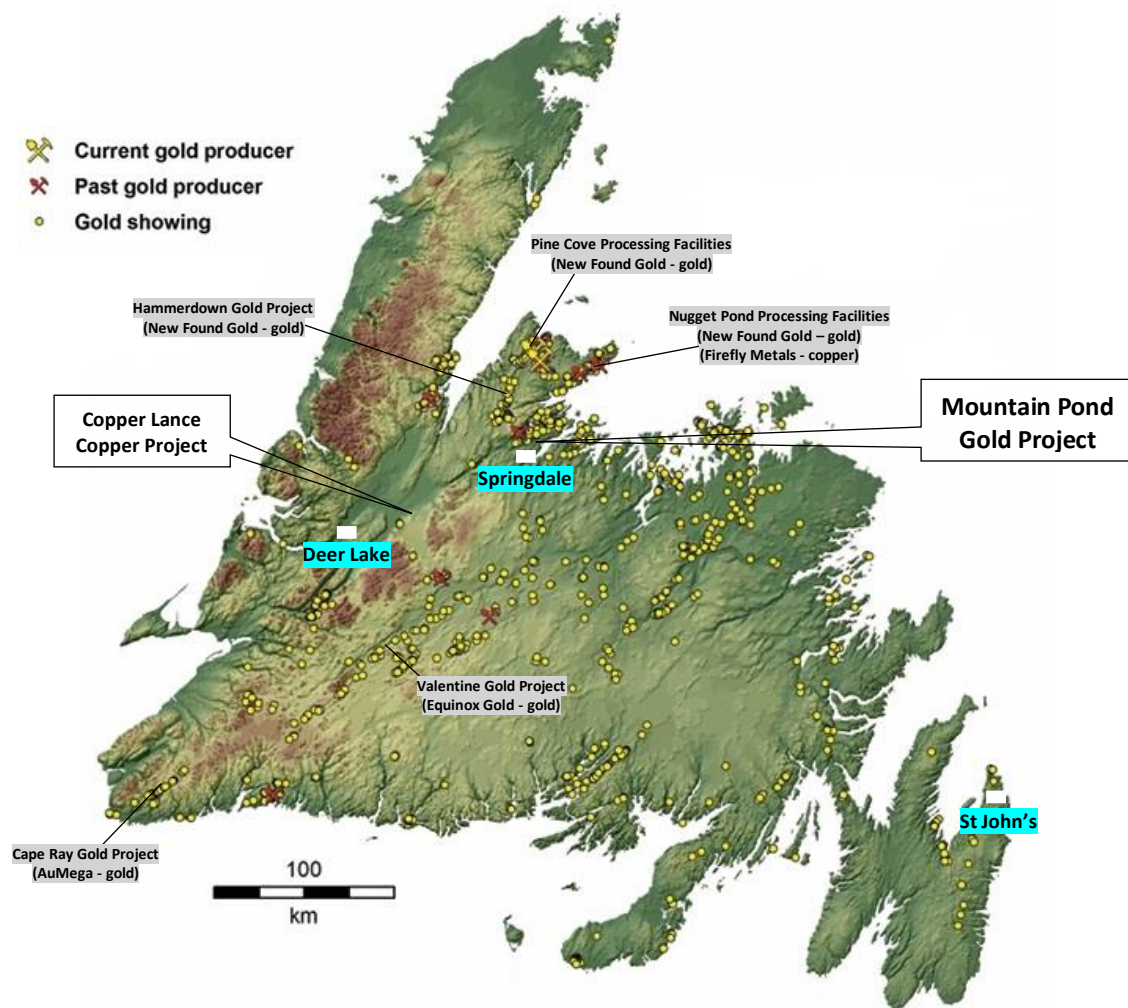 Current gold producer
Past gold producer
Gold showing
Pine Cove Processing Facilities
(New Found Gold - gold)
Hammerdown Gold Project
(New Found Gold - gold)
Nugget Pond Processing Facilities
(New Found Gold – gold)
(Firefly Metals - copper)
Copper Lance
Copper Project
Mountain Pond
Gold Project
Springdale
Deer Lake
Valentine Gold Project
(Equinox Gold - gold)
St John’s
Cape Ray Gold Project
(AuMega - gold)
100
km